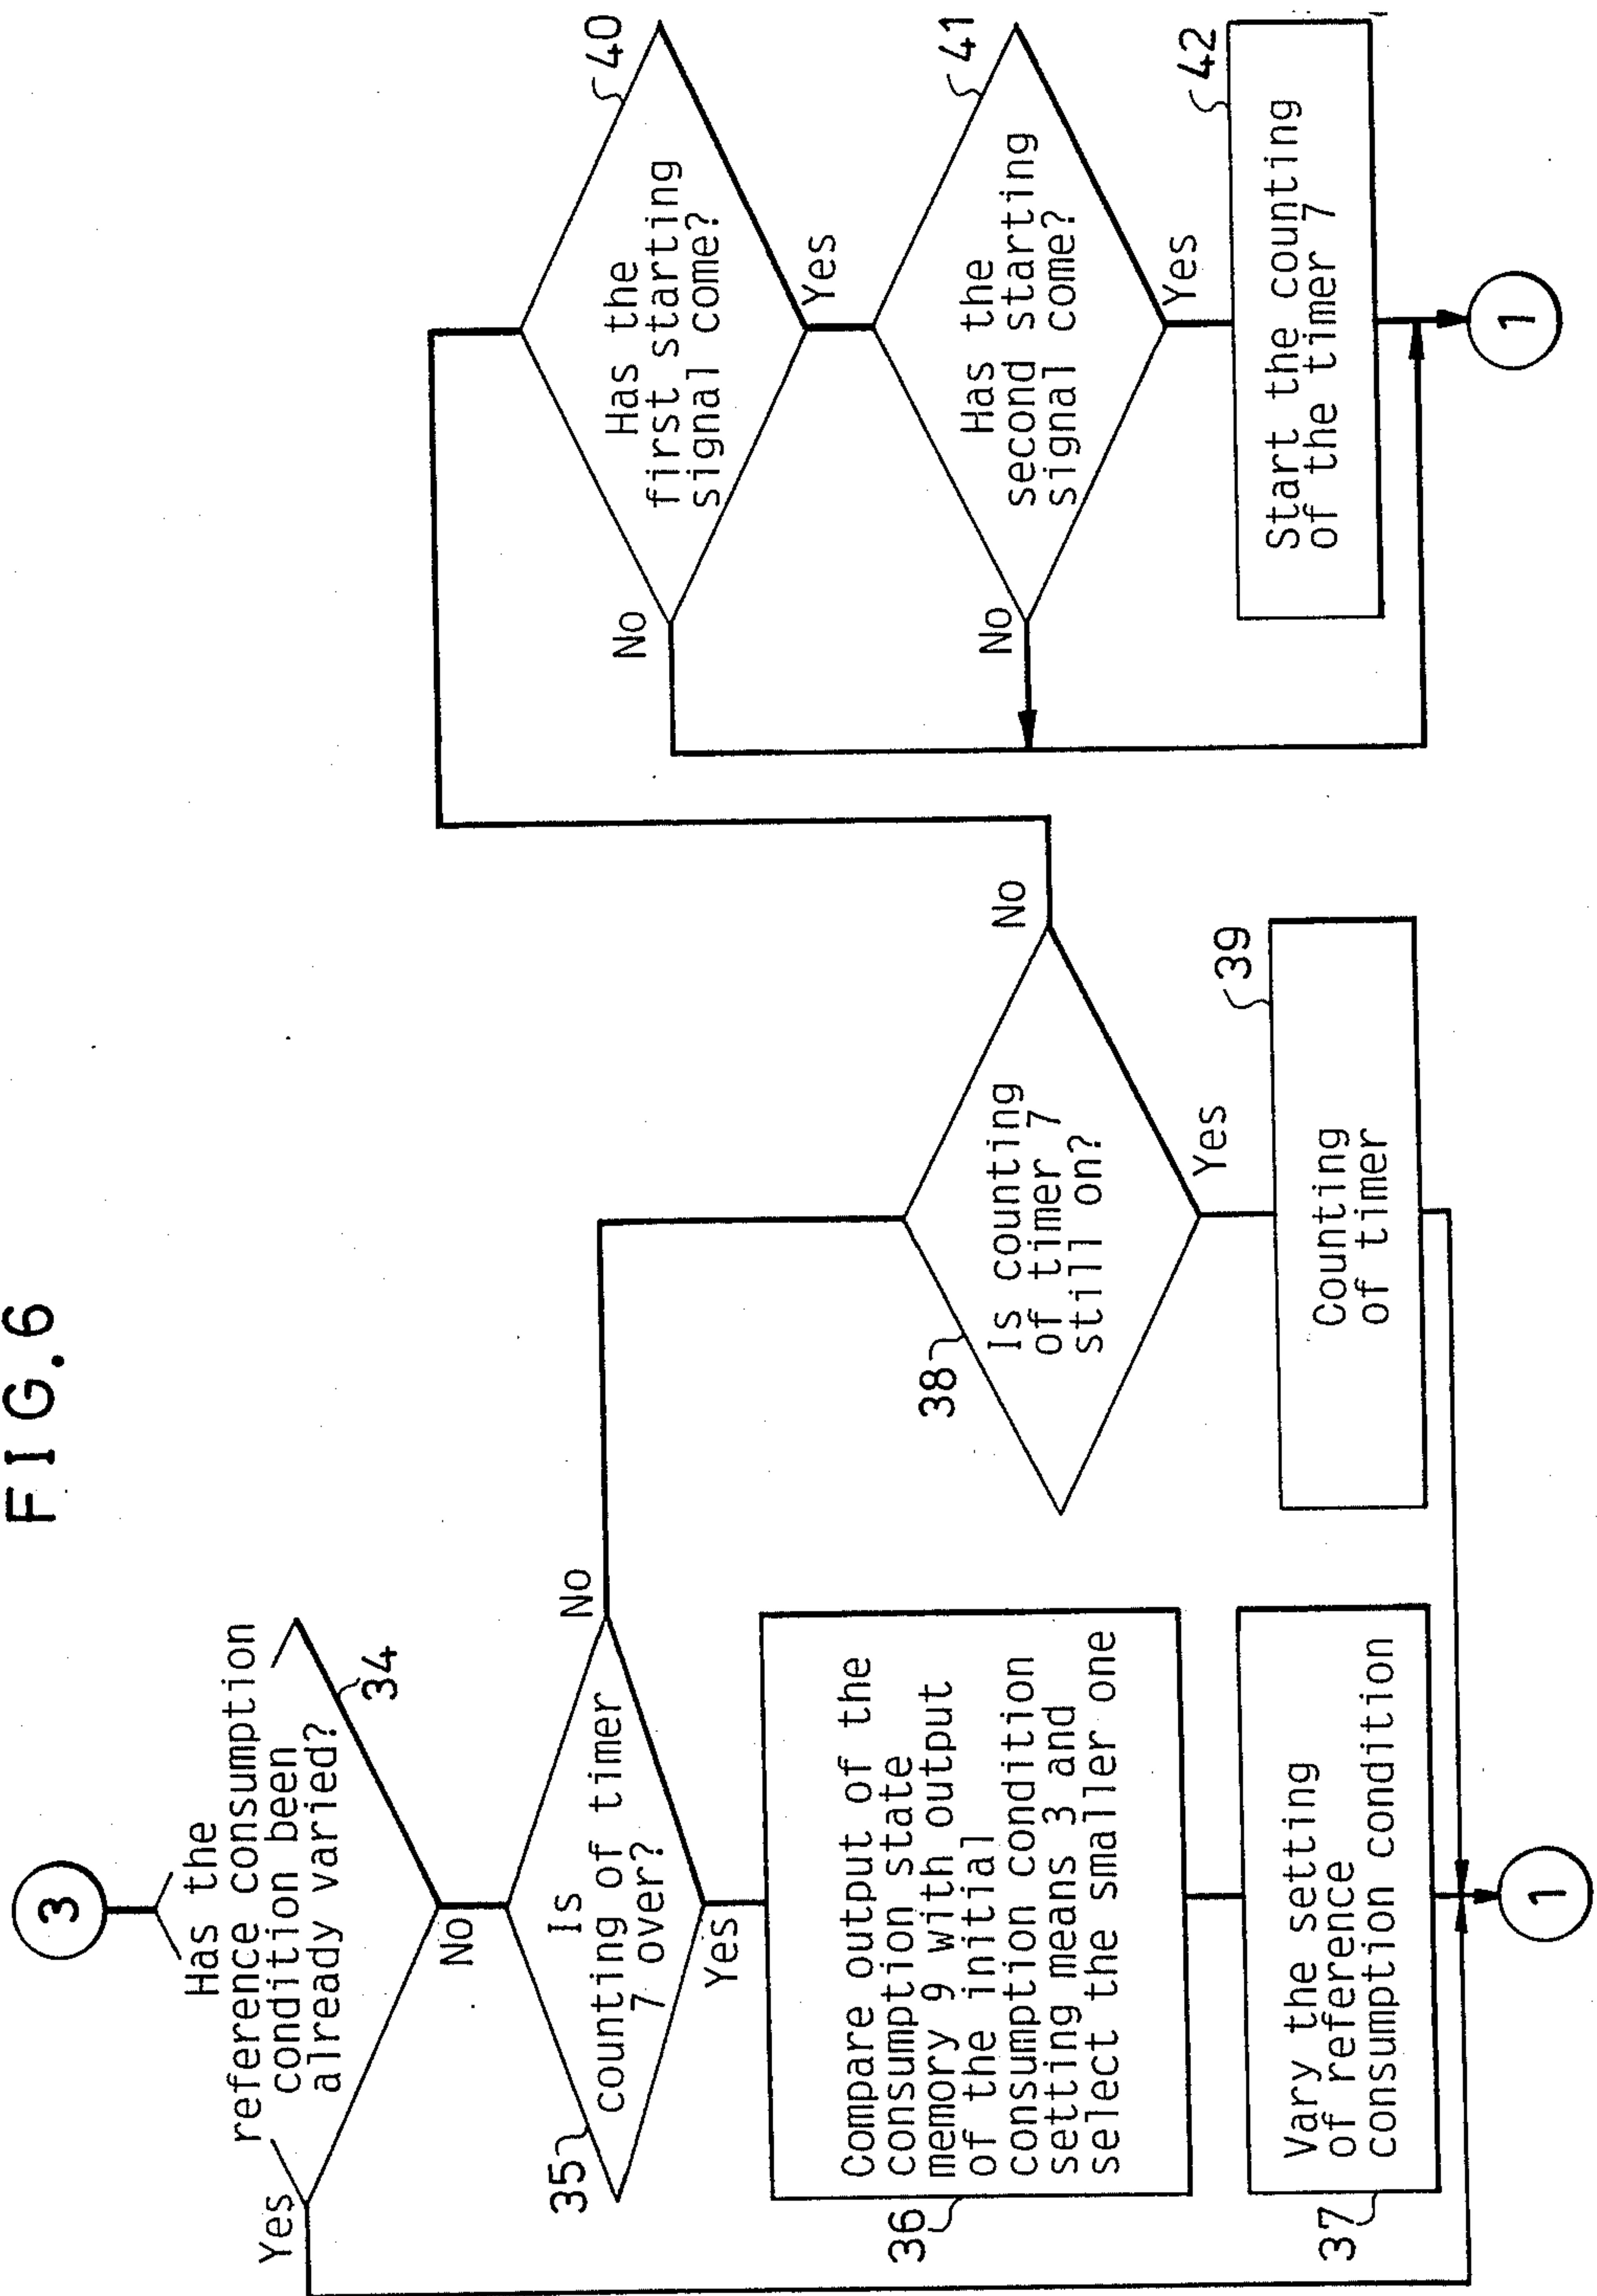 FIG.6
3
Has the
reference consumption
condition been
already varied?
34
Yes
No
Is
counting of timer
7 over?
35
No
Yes
Compare output of the
consumption state
memory 9 with output
of the initial
consumption condition
setting means 3 and
select the smaller one
36
Vary the setting
of reference
consumption condition
37
1
Is counting
of timer 7
still on?
38
No
Yes
Counting
of timer
39
Has the
first starting
signal come?
40
No
Yes
Has the
second starting
signal come?
41
No
Yes
Start the counting
of the timer 7
42
1